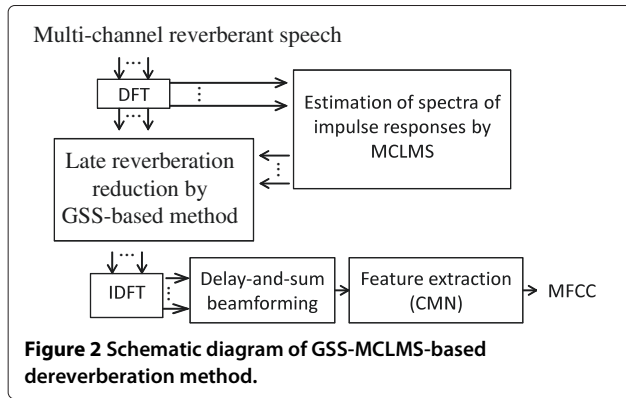 Multi-channel reverberant speech
DFT
Estimation of spectra of
impulse responses by
MCLMS
Late reverberation
reduction by
GSS-based method
IDFT
Delay-and-sum
beamforming
Feature extraction
(CMN)
MFCC
Figure 2 Schematic diagram of GSS-MCLMS-based
dereverberation method.